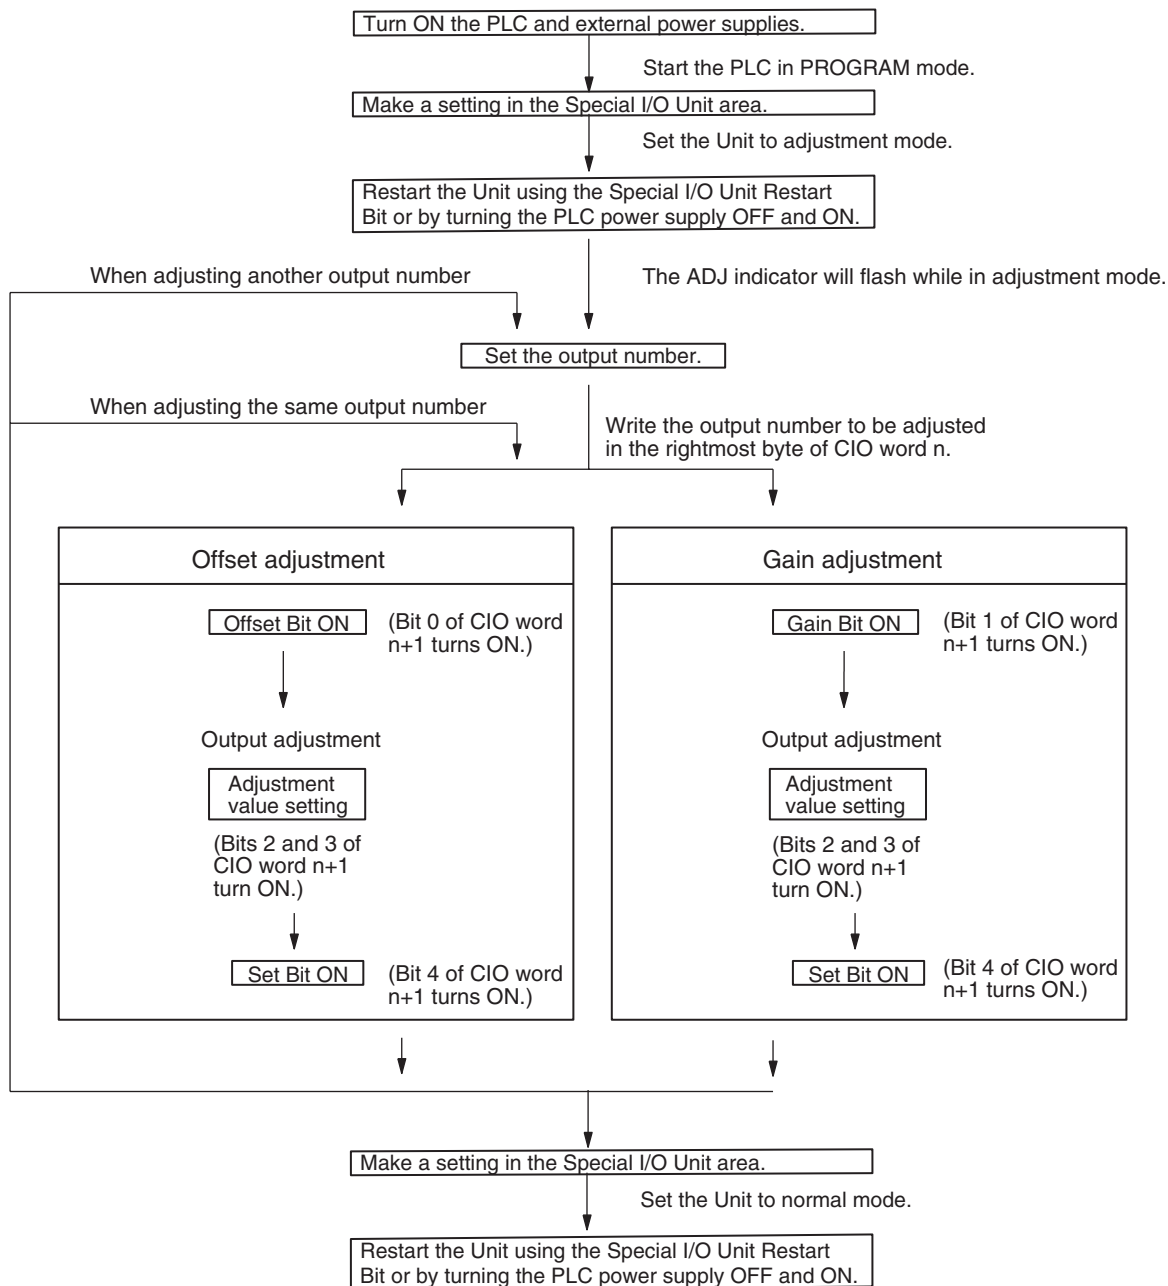 Turn ON the PLC and external power supplies.
Start the PLC in PROGRAM mode.
Make a setting in the Special I/O Unit area.
Set the Unit to adjustment mode.
Restart the Unit using the Special I/O Unit Restart
Bit or by turning the PLC power supply OFF and ON.
When adjusting another output number
The ADJ indicator will flash while in adjustment mode.
Set the output number.
When adjusting the same output number
Write the output number to be adjusted
in the rightmost byte of CIO word n.
Offset adjustment
Offset Bit ON
(Bit 0 of CIO word
n+1 turns ON.)
Output adjustment
Adjustment
value setting
(Bits 2 and 3 of
CIO word n+1
turn ON.)
Set Bit ON
(Bit 4 of CIO word
n+1 turns ON.)
Gain adjustment
Gain Bit ON
(Bit 1 of CIO word
n+1 turns ON.)
Output adjustment
Adjustment
value setting
(Bits 2 and 3 of
CIO word n+1
turn ON.)
Set Bit ON
(Bit 4 of CIO word
n+1 turns ON.)
Make a setting in the Special I/O Unit area.
Set the Unit to normal mode.
Restart the Unit using the Special I/O Unit Restart
Bit or by turning the PLC power supply OFF and ON.